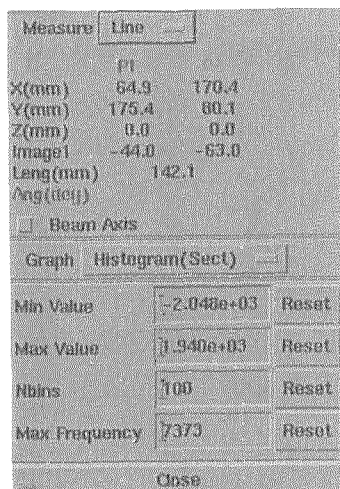 Measure Line
P1
X(mm) 64.9 170.4
Y(mm) 175.4 80.1
Z(mm) 0.0 0.0
Image1 -44.0 -63.0
Leng(mm) 142.1
Ang(deg)
Beam Axis
Graph Histogram(Sect)
Min Value -2.048e+03 Reset
Max Value 1.940e+03 Reset
Nbins 100 Reset
Max Frequency 7373 Reset
Close